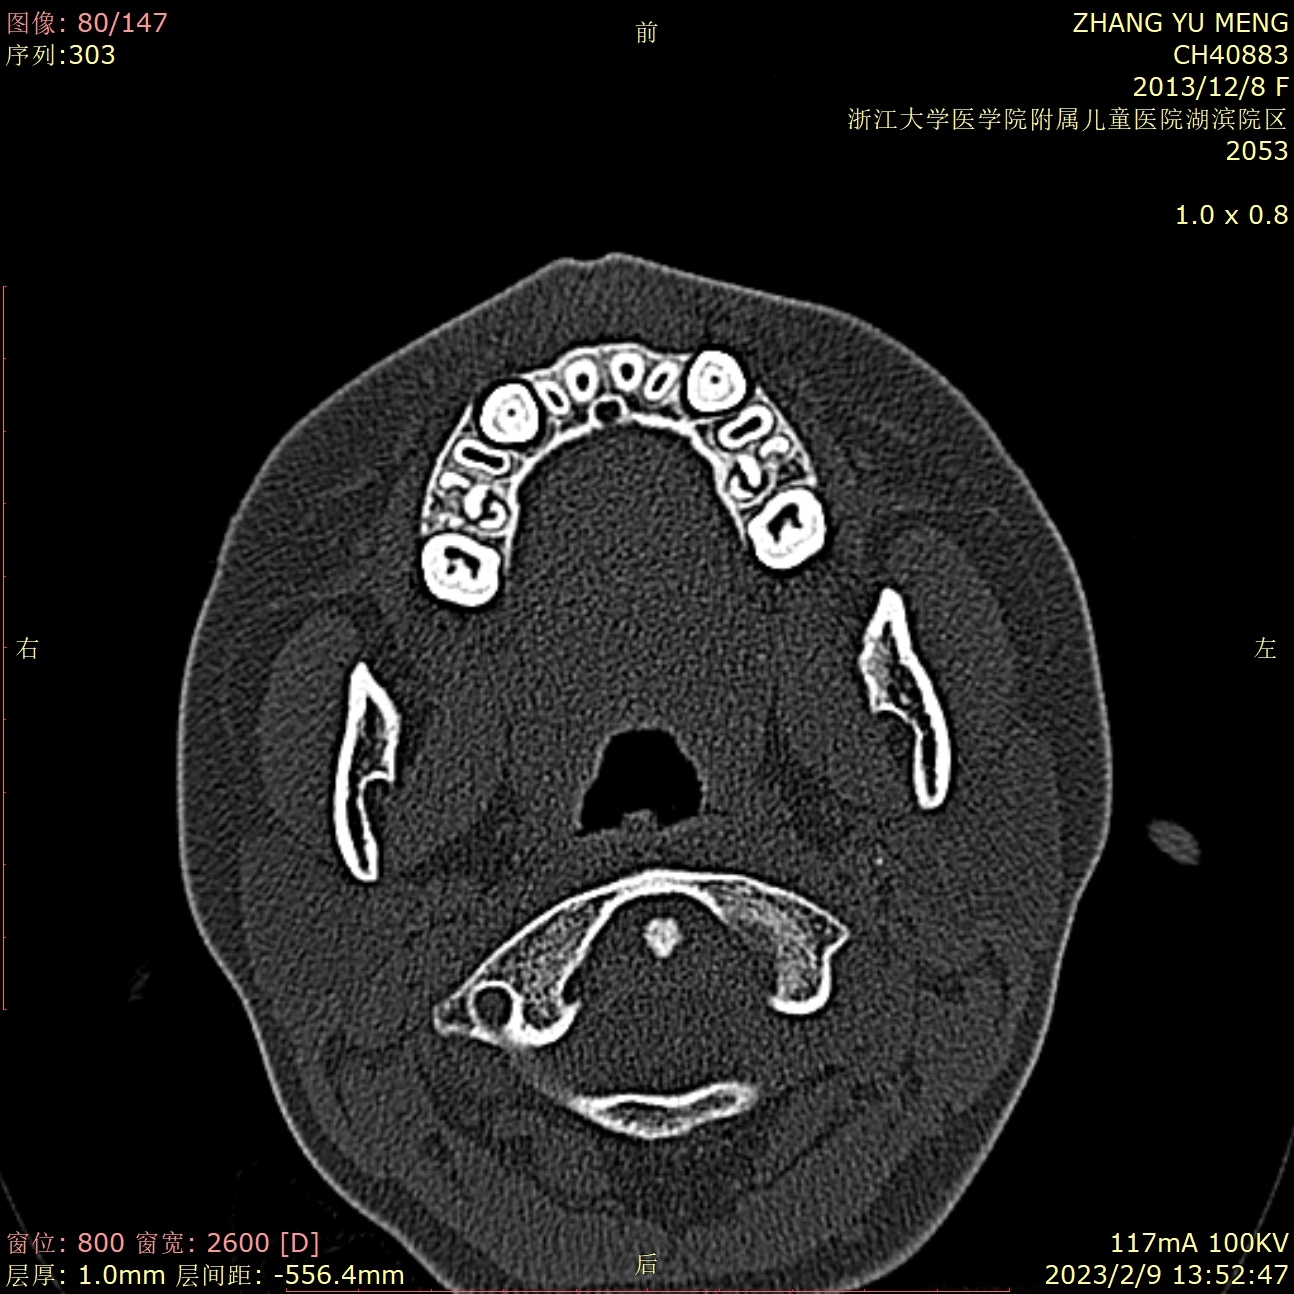 图像: 80/147
序列:303
前
ZHANG YU MENG
CH40883
2013/12/8 F
浙江大学医学院附属儿童医院湖滨院区
2053
1.0 x 0.8
右
左
窗位: 800 窗宽: 2600 [D]
层厚: 1.0mm 层间距: -556.4mm
后
117mA 100KV
2023/2/9 13:52:47